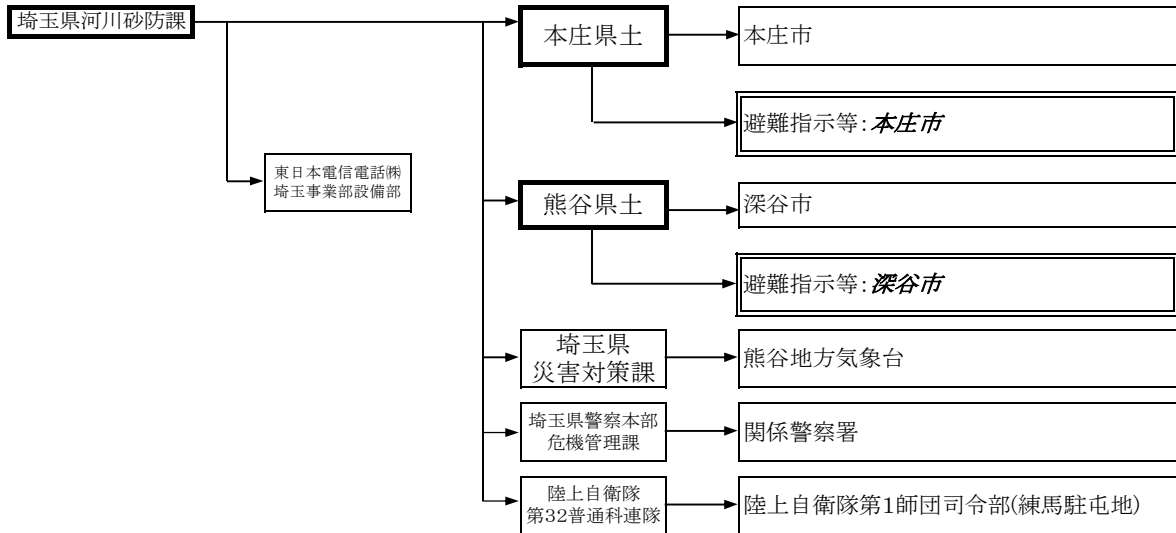 埼玉県河川砂防課
本庄県土
本庄市
避難指示等：本庄市
東日本電信電話㈱
埼玉事業部設備部
熊谷県土
深谷市
避難指示等：深谷市
埼玉県
災害対策課
熊谷地方気象台
埼玉県警察本部
危機管理課
関係警察署
陸上自衛隊
第32普通科連隊
陸上自衛隊第1師団司令部(練馬駐屯地)